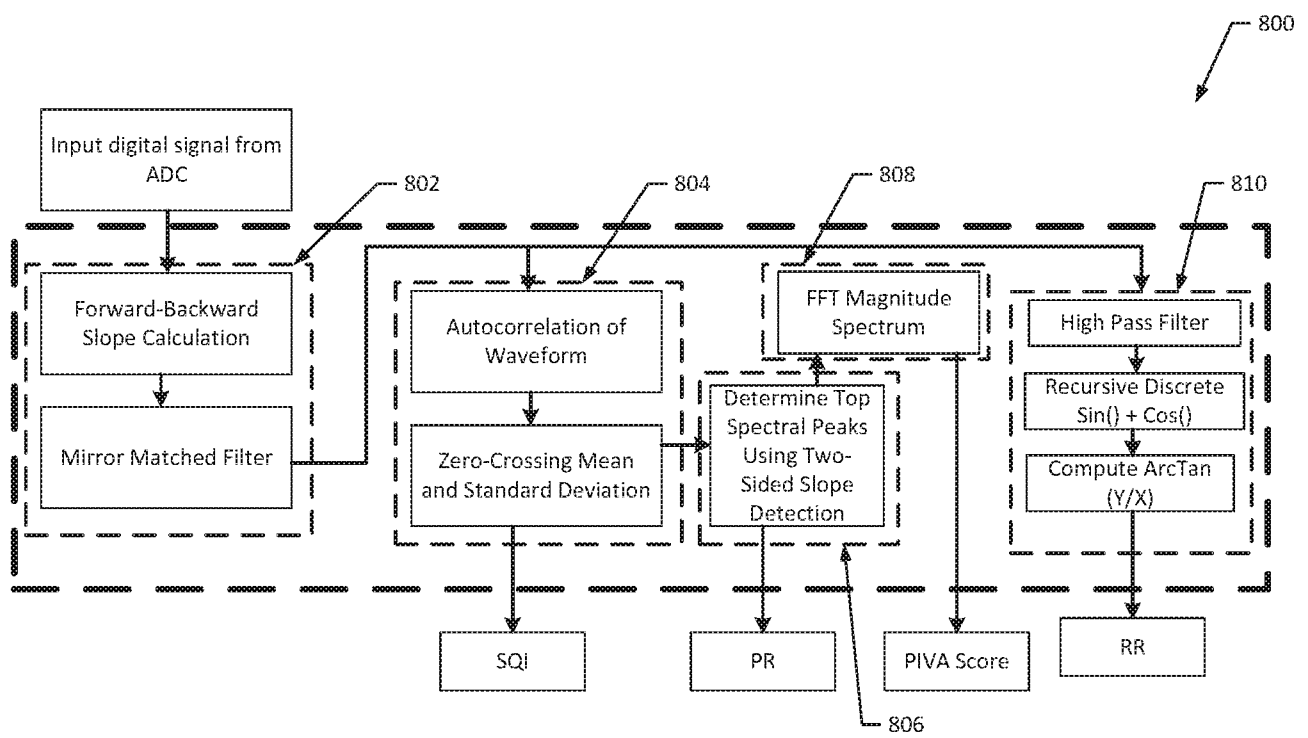 800
Input digital signal from
ADC
802
804
808
810
Forward-Backward
Slope Calculation
Mirror Matched Filter
Autocorrelation of
Waveform
Zero-Crossing Mean
and Standard Deviation
FFT Magnitude
Spectrum
Determine Top
Spectral Peaks
Using Two-
Sided Slope
Detection
High Pass Filter
Recursive Discrete
Sin() + Cos()
Compute ArcTan
(Y/X)
SQI
PR
PIVA Score
RR
806